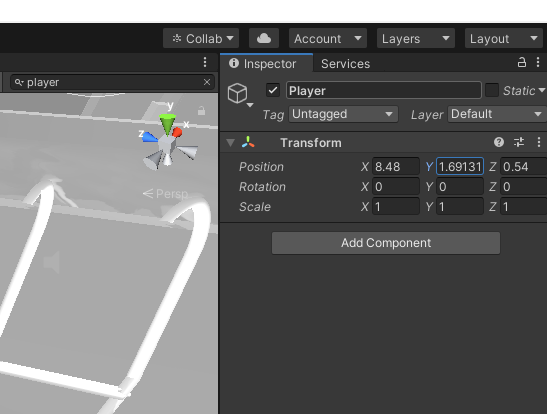 Collab Account Layers Layout
Inspector Services
player
Player Static
Tag Untagged Layer Default
Transform
Position X 8.48 Y 1.69131 Z 0.54
Rotation X 0 Y 0 Z 0
Scale X 1 Y 1 Z 1
Add Component
y
x
z
Persp